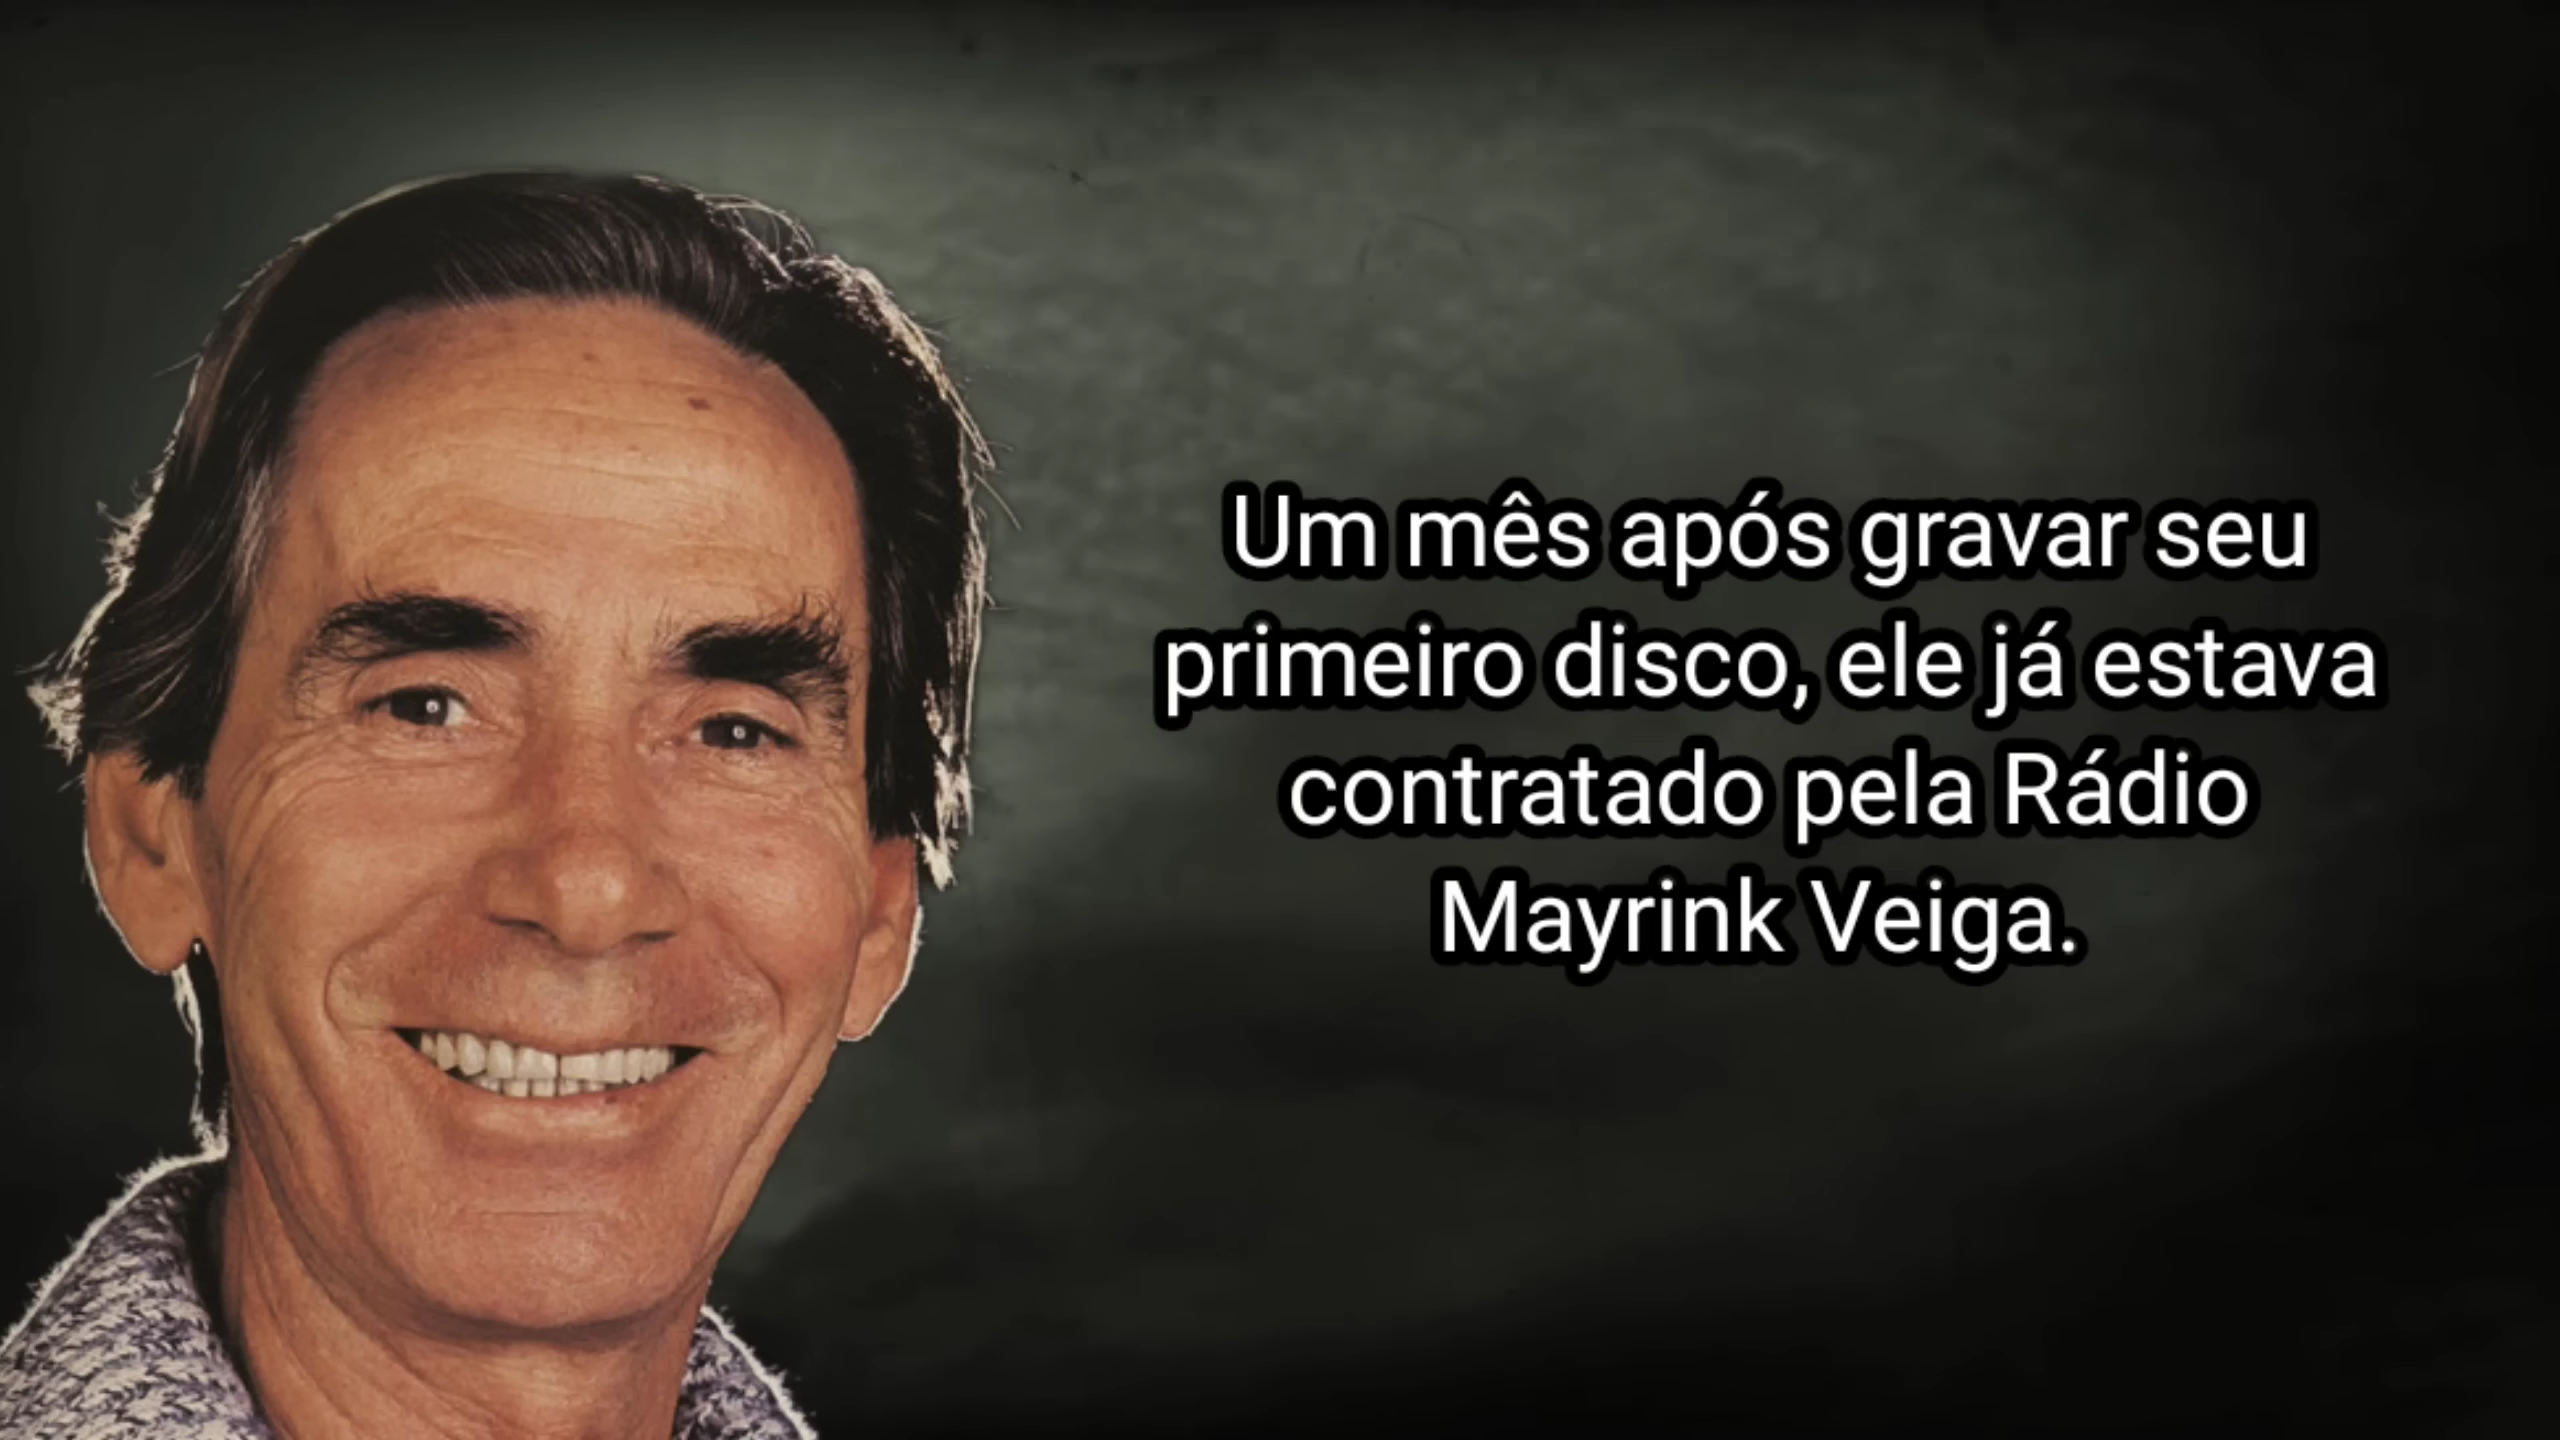 Um mês após gravar seu
primeiro disco, ele já estava
contratado pela Rádio
Mayrink Veiga.